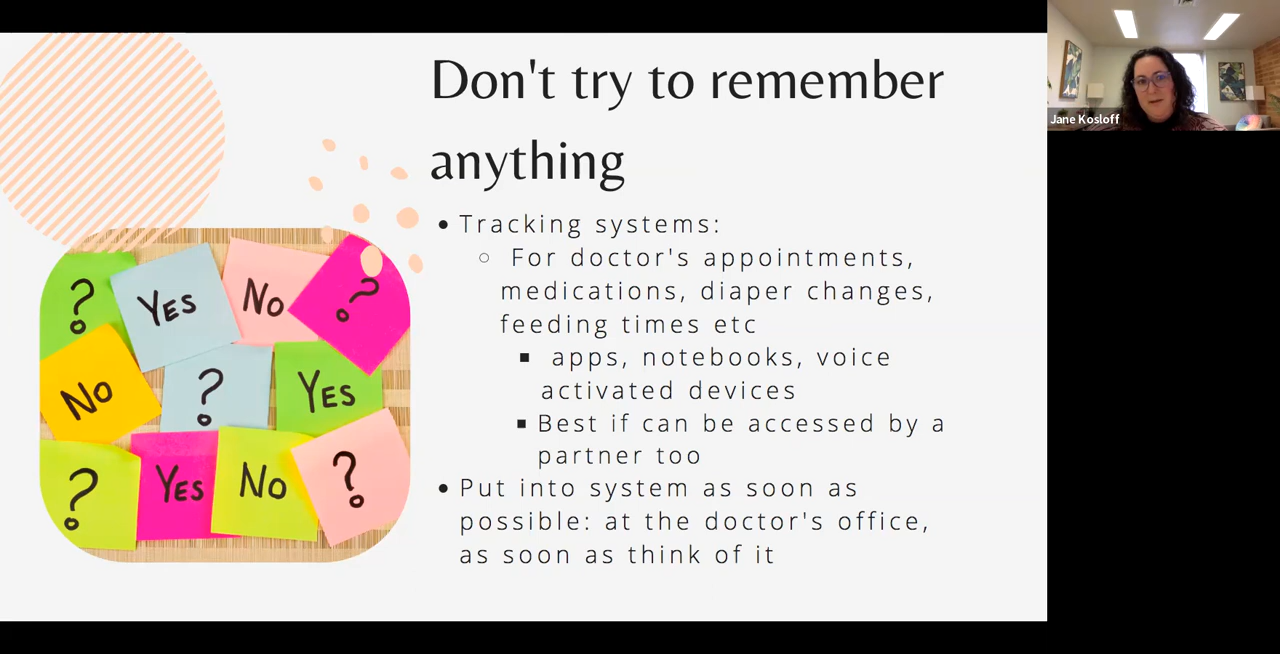 Don't try to remember
anything
• Tracking systems:
○ For doctor's appointments,
medications, diaper changes,
feeding times etc
▪ apps, notebooks, voice
activated devices
▪ Best if can be accessed by a
partner too
• Put into system as soon as
possible: at the doctor's office,
as soon as think of it
? YES NO ?
NO ? YES
? YES NO ?
Jane Kosloff